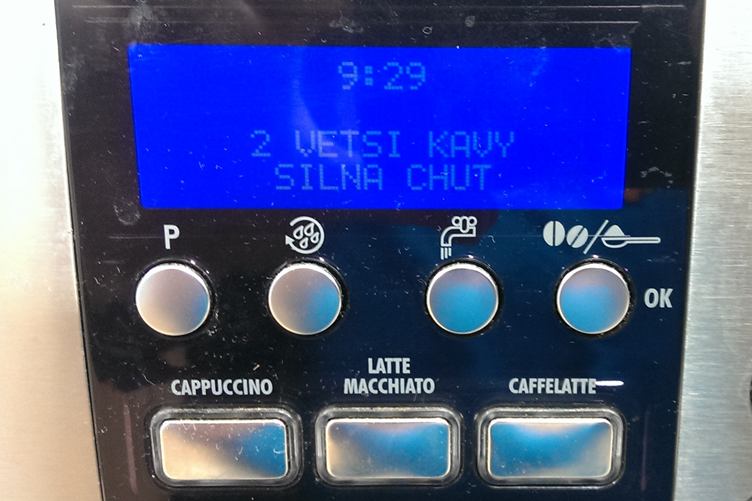 9:29
2 VETSI KAVY
SILNA CHUT
P
OK
CAPPUCCINO
LATTE
MACCHIATO
CAFFELATTE